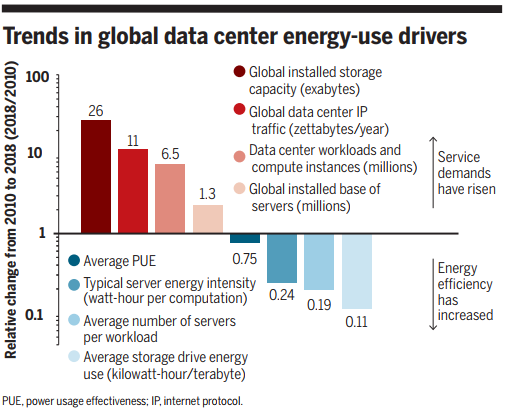 Trends in global data center energy-use drivers
Relative change from 2010 to 2018 (2018/2010)
100
10
1
0.1
26
11
6.5
1.3
Global installed storage
capacity (exabytes)
Global data center IP
traffic (zettabytes/year)
Data center workloads and
compute instances (millions)
Global installed base of
servers (millions)
Service
demands
have risen
Average PUE
Typical server energy intensity
(watt-hour per computation)
Average number of servers
per workload
Average storage drive energy
use (kilowatt-hour/terabyte)
0.75
0.24
0.19
0.11
Energy
efficiency
has
increased
PUE, power usage effectiveness; IP, internet protocol.